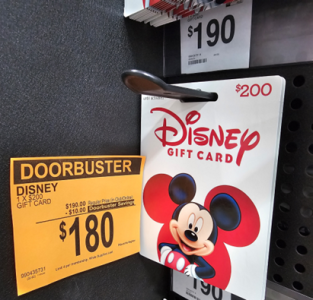 $190
$200
Disney
GIFT CARD
DOORBUSTER
DISNEY
1 X $200
GIFT CARD
$190.00
- $10.00 Doorbuster Savings
$180
190